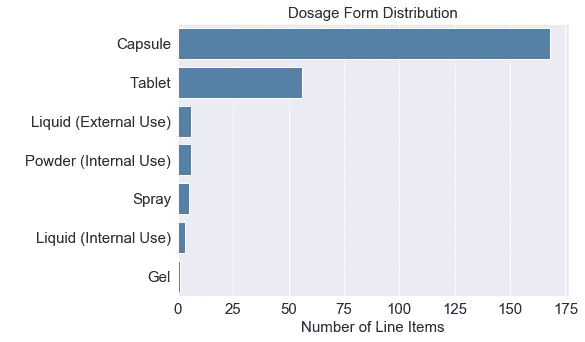 Dosage Form Distribution
Capsule
Tablet
Liquid (External Use)
Powder (Internal Use)
Spray
Liquid (Internal Use)
Gel
0 25 50 75 100 125 150 175
Number of Line Items